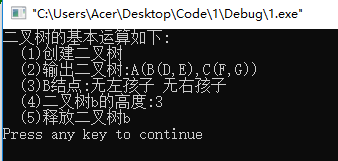 "C:\Users\Acer\Desktop\Code\1\Debug\1.exe"
二叉树的基本运算如下:
(1)创建二叉树
(2)输出二叉树:A(B(D,E),C(F,G))
(3)B结点:无左孩子 无右孩子
(4)二叉树b的高度:3
(5)释放二叉树b
Press any key to continue